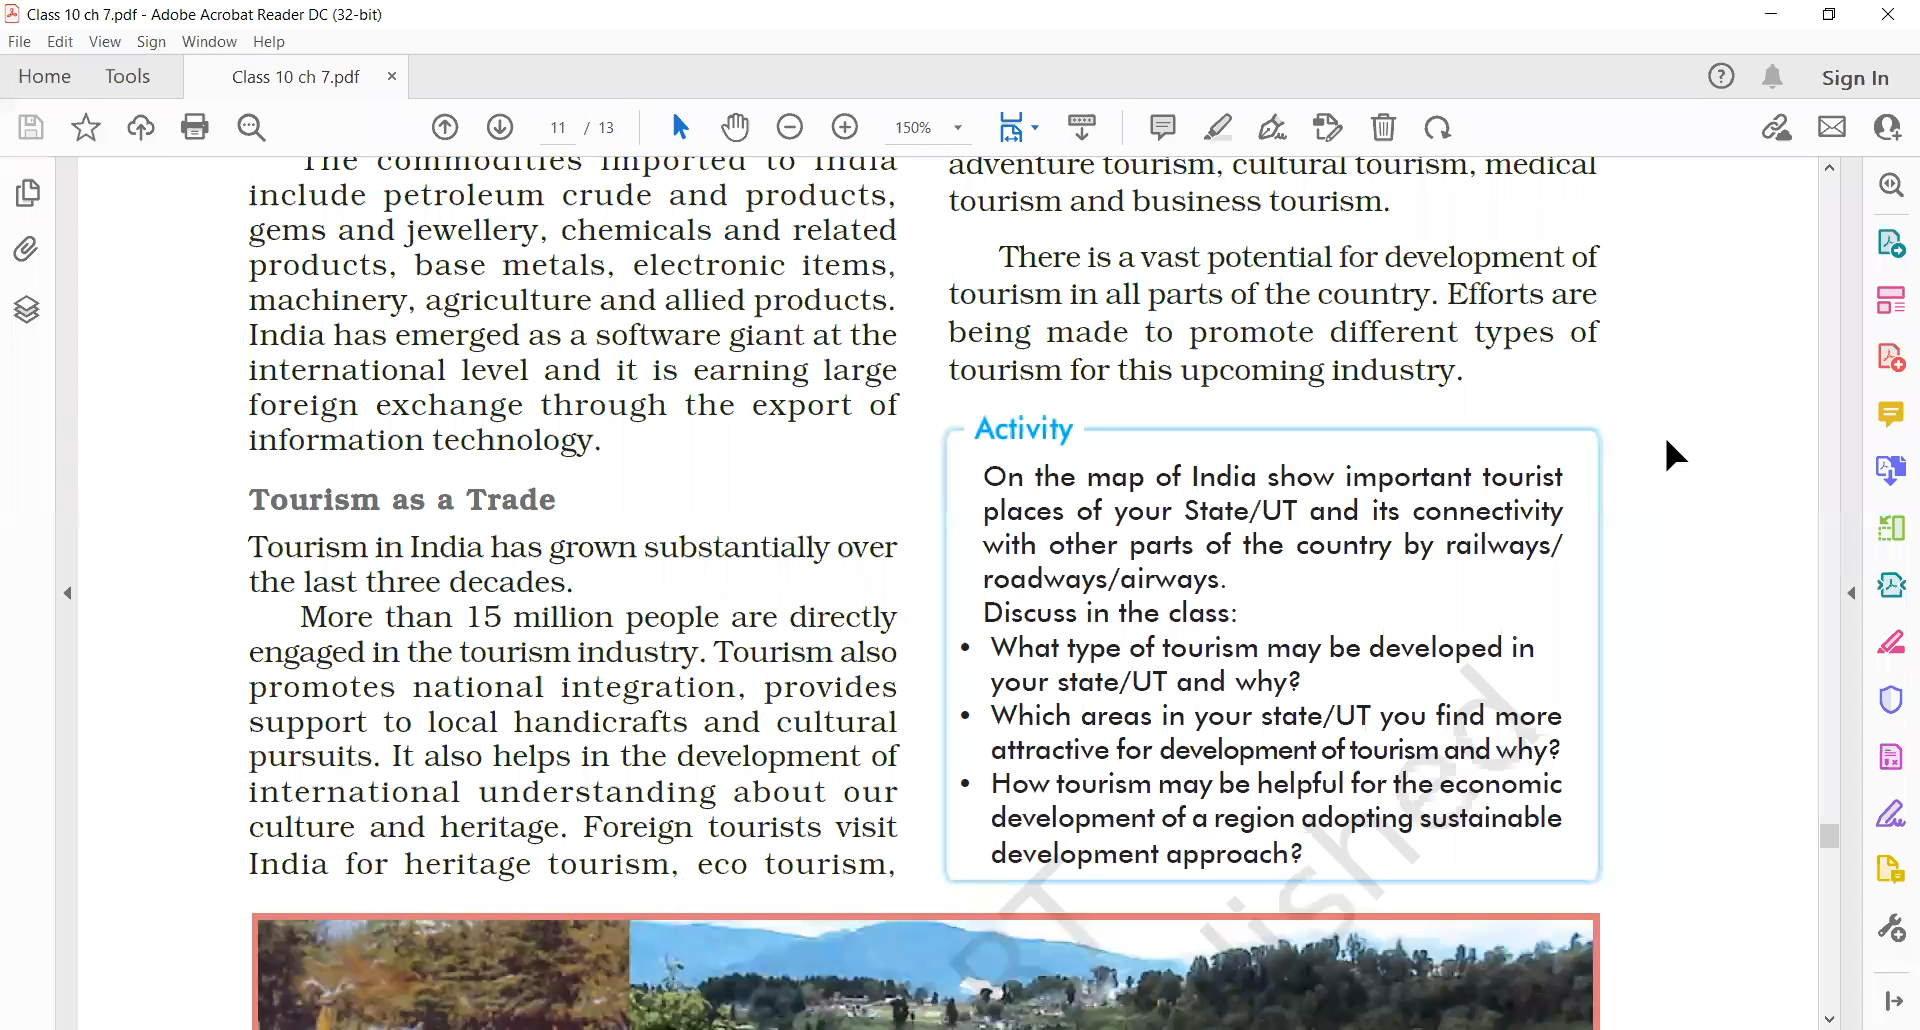 Class 10 ch 7.pdf - Adobe Acrobat Reader DC (32-bit)
File Edit View Sign Window Help
Home Tools Class 10 ch 7.pdf × Sign In
11 / 13 150%
The commodities imported to India
include petroleum crude and products,
gems and jewellery, chemicals and related
products, base metals, electronic items,
machinery, agriculture and allied products.
India has emerged as a software giant at the
international level and it is earning large
foreign exchange through the export of
information technology.
Tourism as a Trade
Tourism in India has grown substantially over
the last three decades.
More than 15 million people are directly
engaged in the tourism industry. Tourism also
promotes national integration, provides
support to local handicrafts and cultural
pursuits. It also helps in the development of
international understanding about our
culture and heritage. Foreign tourists visit
India for heritage tourism, eco tourism,
adventure tourism, cultural tourism, medical
tourism and business tourism.
There is a vast potential for development of
tourism in all parts of the country. Efforts are
being made to promote different types of
tourism for this upcoming industry.
Activity
On the map of India show important tourist
places of your State/UT and its connectivity
with other parts of the country by railways/
roadways/airways.
Discuss in the class:
• What type of tourism may be developed in
your state/UT and why?
• Which areas in your state/UT you find more
attractive for development of tourism and why?
• How tourism may be helpful for the economic
development of a region adopting sustainable
development approach?